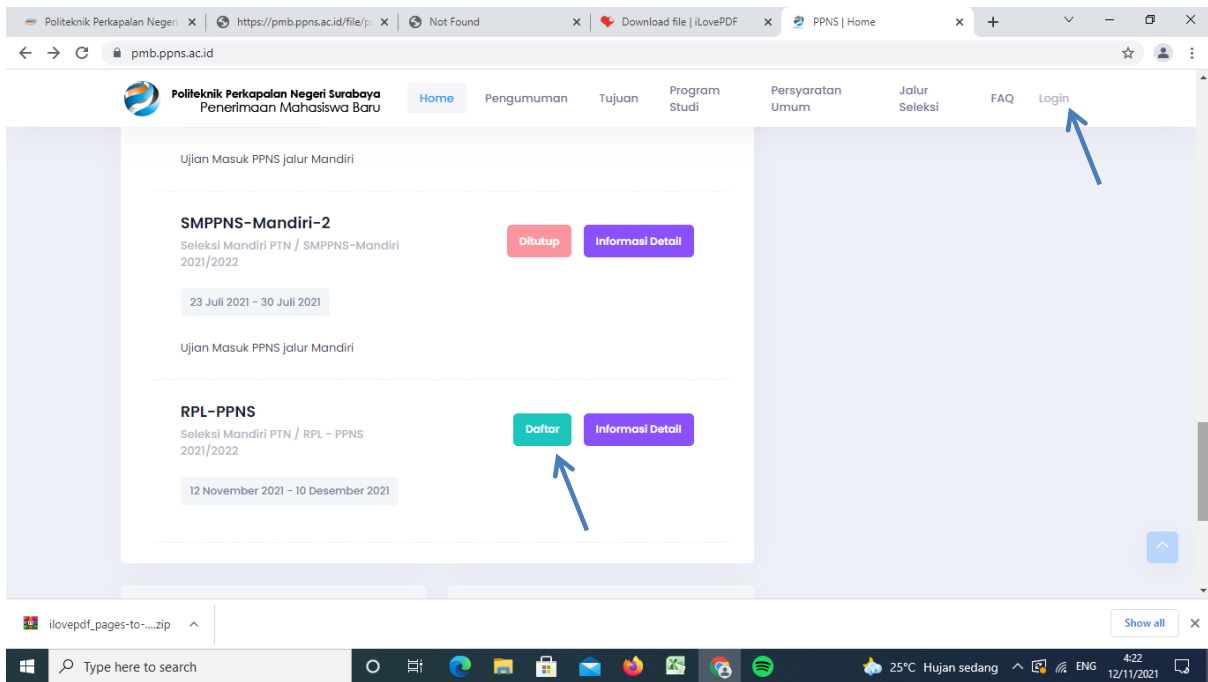 Politeknik Perkapalan Negeri
https://pmb.ppns.ac.id/file/p
Not Found
Download file | iLovePDF
PPNS | Home
pmb.ppns.ac.id
Politeknik Perkapalan Negeri Surabaya
Penerimaan Mahasiswa Baru
Home
Pengumuman
Tujuan
Program
Studi
Persyaratan
Umum
Jalur
Seleksi
FAQ
Login
Ujian Masuk PPNS jalur Mandiri
SMPPNS-Mandiri-2
Seleksi Mandiri PTN / SMPPNS-Mandiri
2021/2022
Ditutup
Informasi Detail
23 Juli 2021 - 30 Juli 2021
Ujian Masuk PPNS jalur Mandiri
RPL-PPNS
Seleksi Mandiri PTN / RPL - PPNS
2021/2022
Daftar
Informasi Detail
12 November 2021 - 10 Desember 2021
ilovepdf_pages-to-....zip
Show all
Type here to search
25°C Hujan sedang
ENG
4:22
12/11/2021